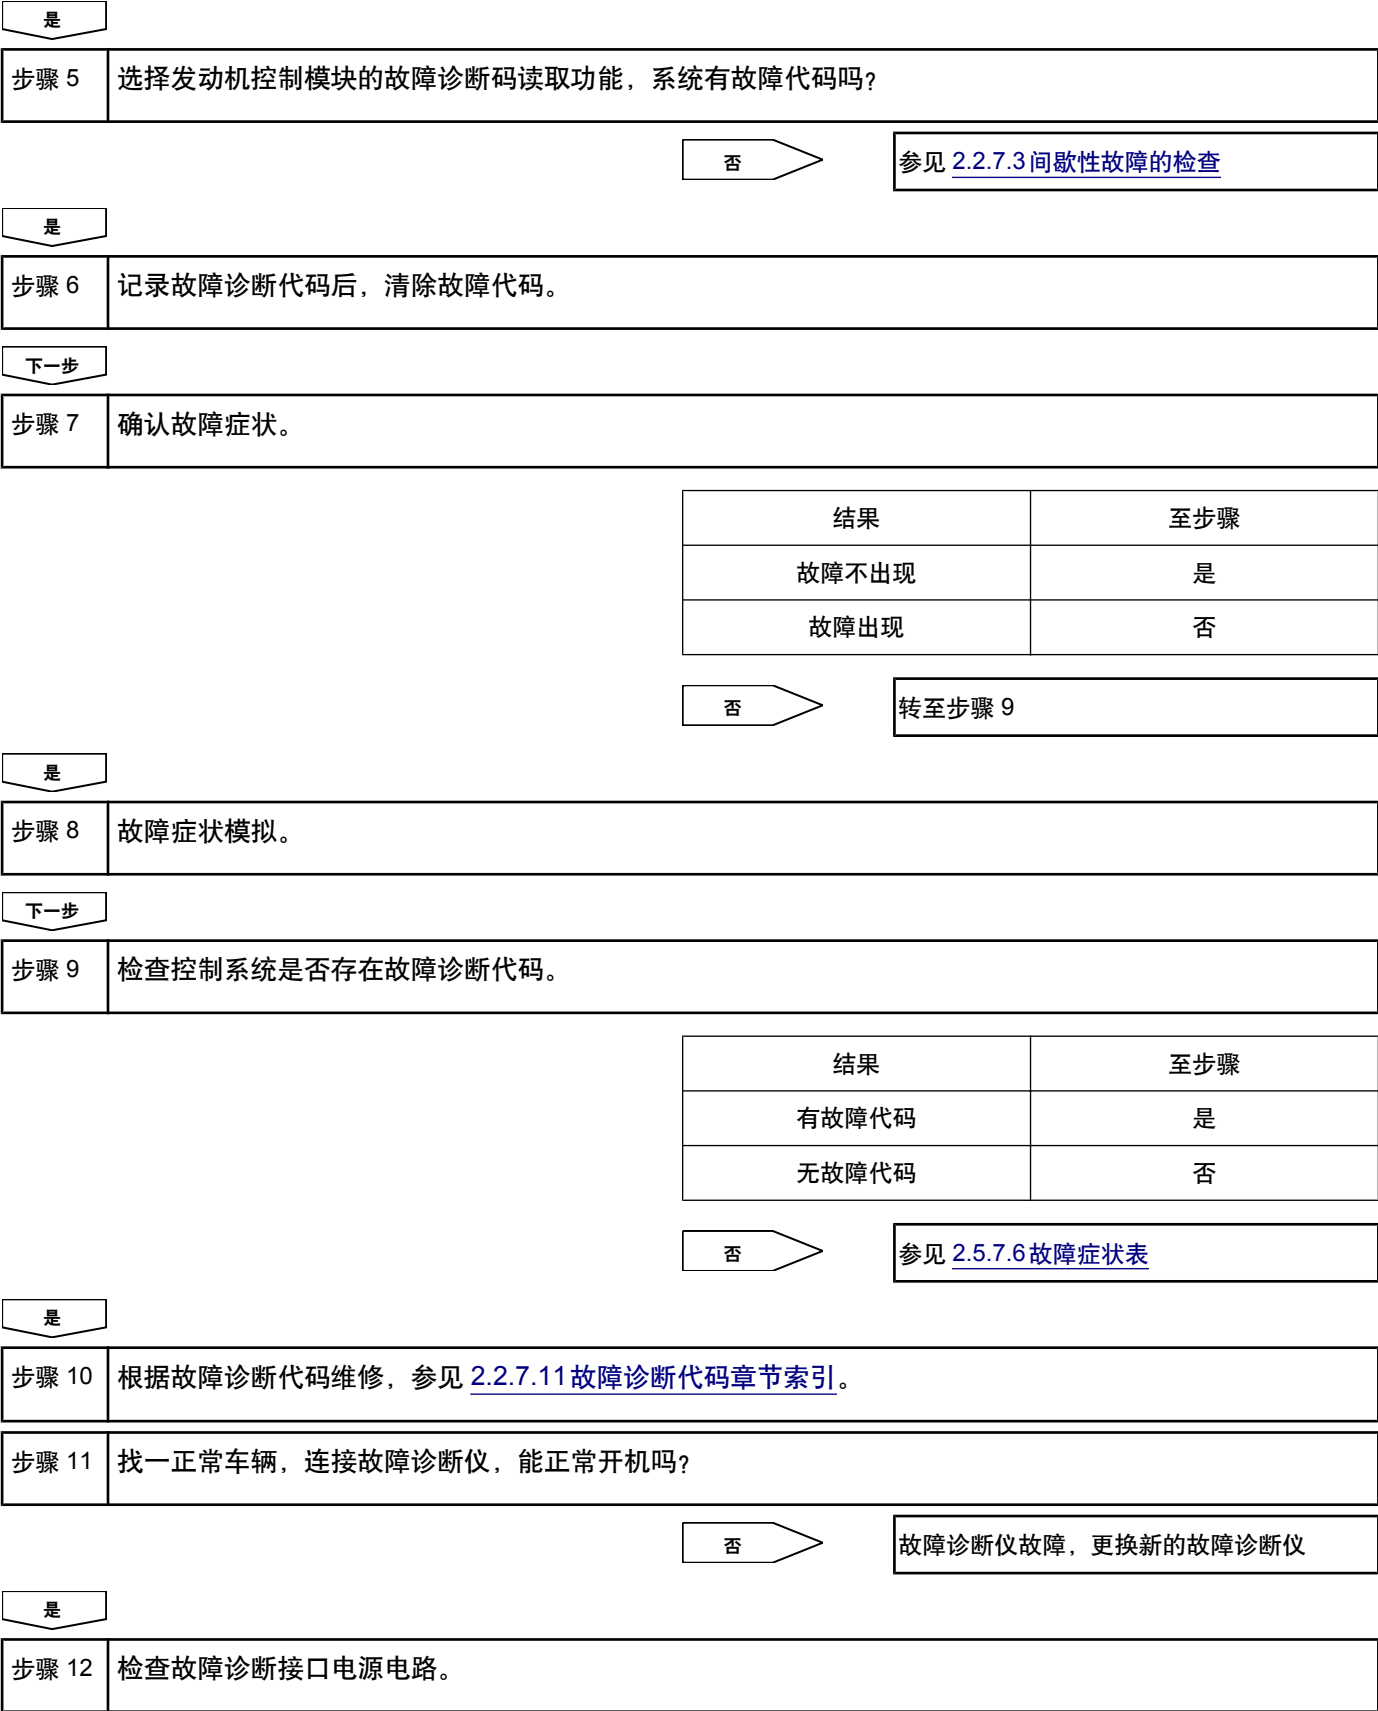 是
步骤 5 选择发动机控制模块的故障诊断码读取功能，系统有故障代码吗？
否 参见 2.2.7.3间歇性故障的检查
是
步骤 6 记录故障诊断代码后，清除故障代码。
下一步
步骤 7 确认故障症状。
结果 至步骤
故障不出现 是
故障出现 否
否 转至步骤 9
是
步骤 8 故障症状模拟。
下一步
步骤 9 检查控制系统是否存在故障诊断代码。
结果 至步骤
有故障代码 是
无故障代码 否
否 参见 2.5.7.6故障症状表
是
步骤 10 根据故障诊断代码维修，参见 2.2.7.11故障诊断代码章节索引。
步骤 11 找一正常车辆，连接故障诊断仪，能正常开机吗？
否 故障诊断仪故障，更换新的故障诊断仪
是
步骤 12 检查故障诊断接口电源电路。